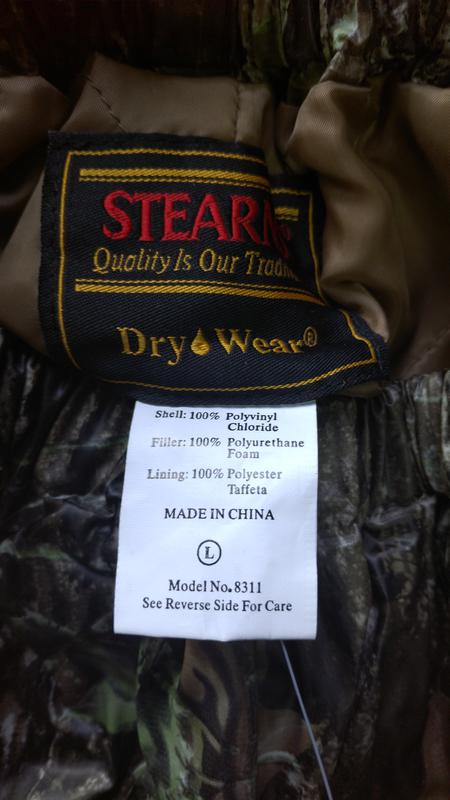 STEARN
Quality Is Our
Dry Wear®
Shell: 100% Polyvinyl
Chloride
Filler: 100% Polyurethane
Foam
Lining: 100% Polyester
Taffeta
MADE IN CHINA
L
Model No. 8311
See Reverse Side For Care